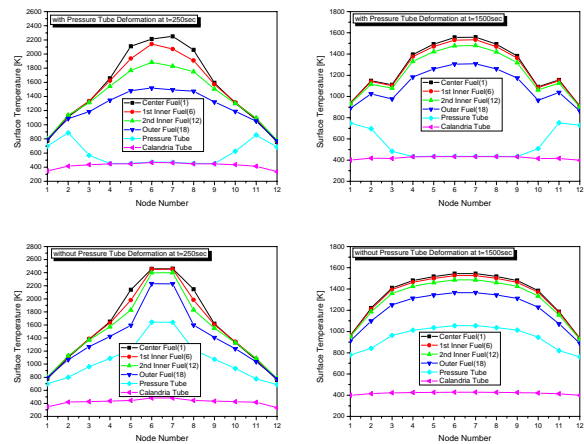 with Pressure Tube Deformation at t=250sec
2600
2400
2200
2000
1800
1600
1400
1200
1000
800
600
400
200
Surface Temperature [K]
Center Fuel(1)
1st Inner Fuel(6)
2nd Inner Fuel(12)
Outer Fuel(18)
Pressure Tube
Calandria Tube
1 2 3 4 5 6 7 8 9 10 11 12
Node Number
with Pressure Tube Deformation at t=1500sec
1800
1600
1400
1200
1000
800
600
400
200
Surface Temperature [K]
Center Fuel(1)
1st Inner Fuel(6)
2nd Inner Fuel(12)
Outer Fuel(18)
Pressure Tube
Calandria Tube
1 2 3 4 5 6 7 8 9 10 11 12
Node Number
without Pressure Tube Deformation at t=250sec
2800
2600
2400
2200
2000
1800
1600
1400
1200
1000
800
600
400
200
Surface Temperature [K]
Center Fuel(1)
1st Inner Fuel(6)
2nd Inner Fuel(12)
Outer Fuel(18)
Pressure Tube
Calandria Tube
1 2 3 4 5 6 7 8 9 10 11 12
Node Number
without Pressure Tube Deformation at t=1500sec
1800
1600
1400
1200
1000
800
600
400
200
Surface Temperature [K]
Center Fuel(1)
1st Inner Fuel(6)
2nd Inner Fuel(12)
Outer Fuel(18)
Pressure Tube
Calandria Tube
1 2 3 4 5 6 7 8 9 10 11 12
Node Number